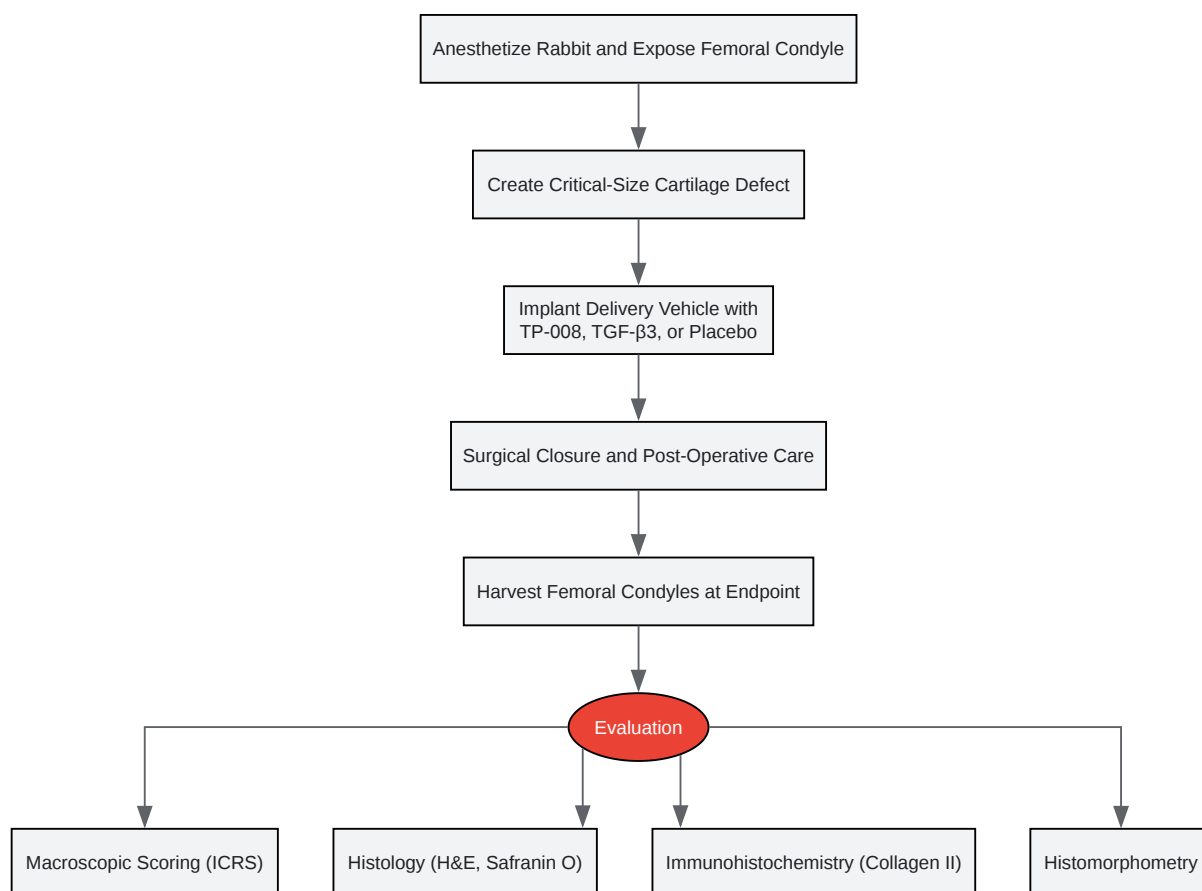 Anesthetize Rabbit and Expose Femoral Condyle
Create Critical-Size Cartilage Defect
Implant Delivery Vehicle with
TP-008, TGF-β3, or Placebo
Surgical Closure and Post-Operative Care
Harvest Femoral Condyles at Endpoint
Evaluation
Macroscopic Scoring (ICRS)
Histology (H&E, Safranin O)
Immunohistochemistry (Collagen II)
Histomorphometry